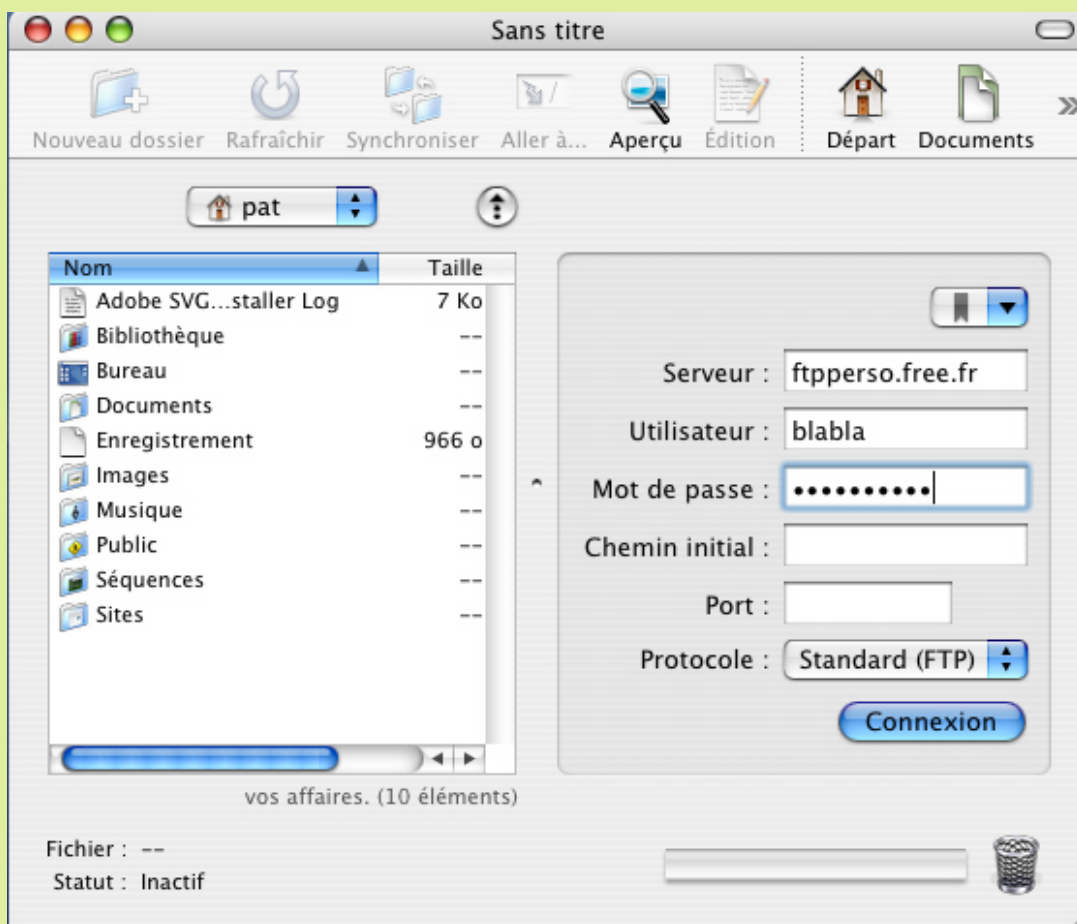 Sans titre
Nouveau dossier Rafraîchir Synchroniser Aller à... Aperçu Édition Départ Documents »
pat
Nom Taille
Adobe SVG...staller Log 7 Ko
Bibliothèque --
Bureau --
Documents --
Enregistrement 966 o
Images --
Musique --
Public --
Séquences --
Sites --
vos affaires. (10 éléments)
Serveur : ftpperso.free.fr
Utilisateur : blabla
Mot de passe : ••••••••••
Chemin initial :
Port :
Protocole : Standard (FTP)
Connexion
Fichier : --
Statut : Inactif